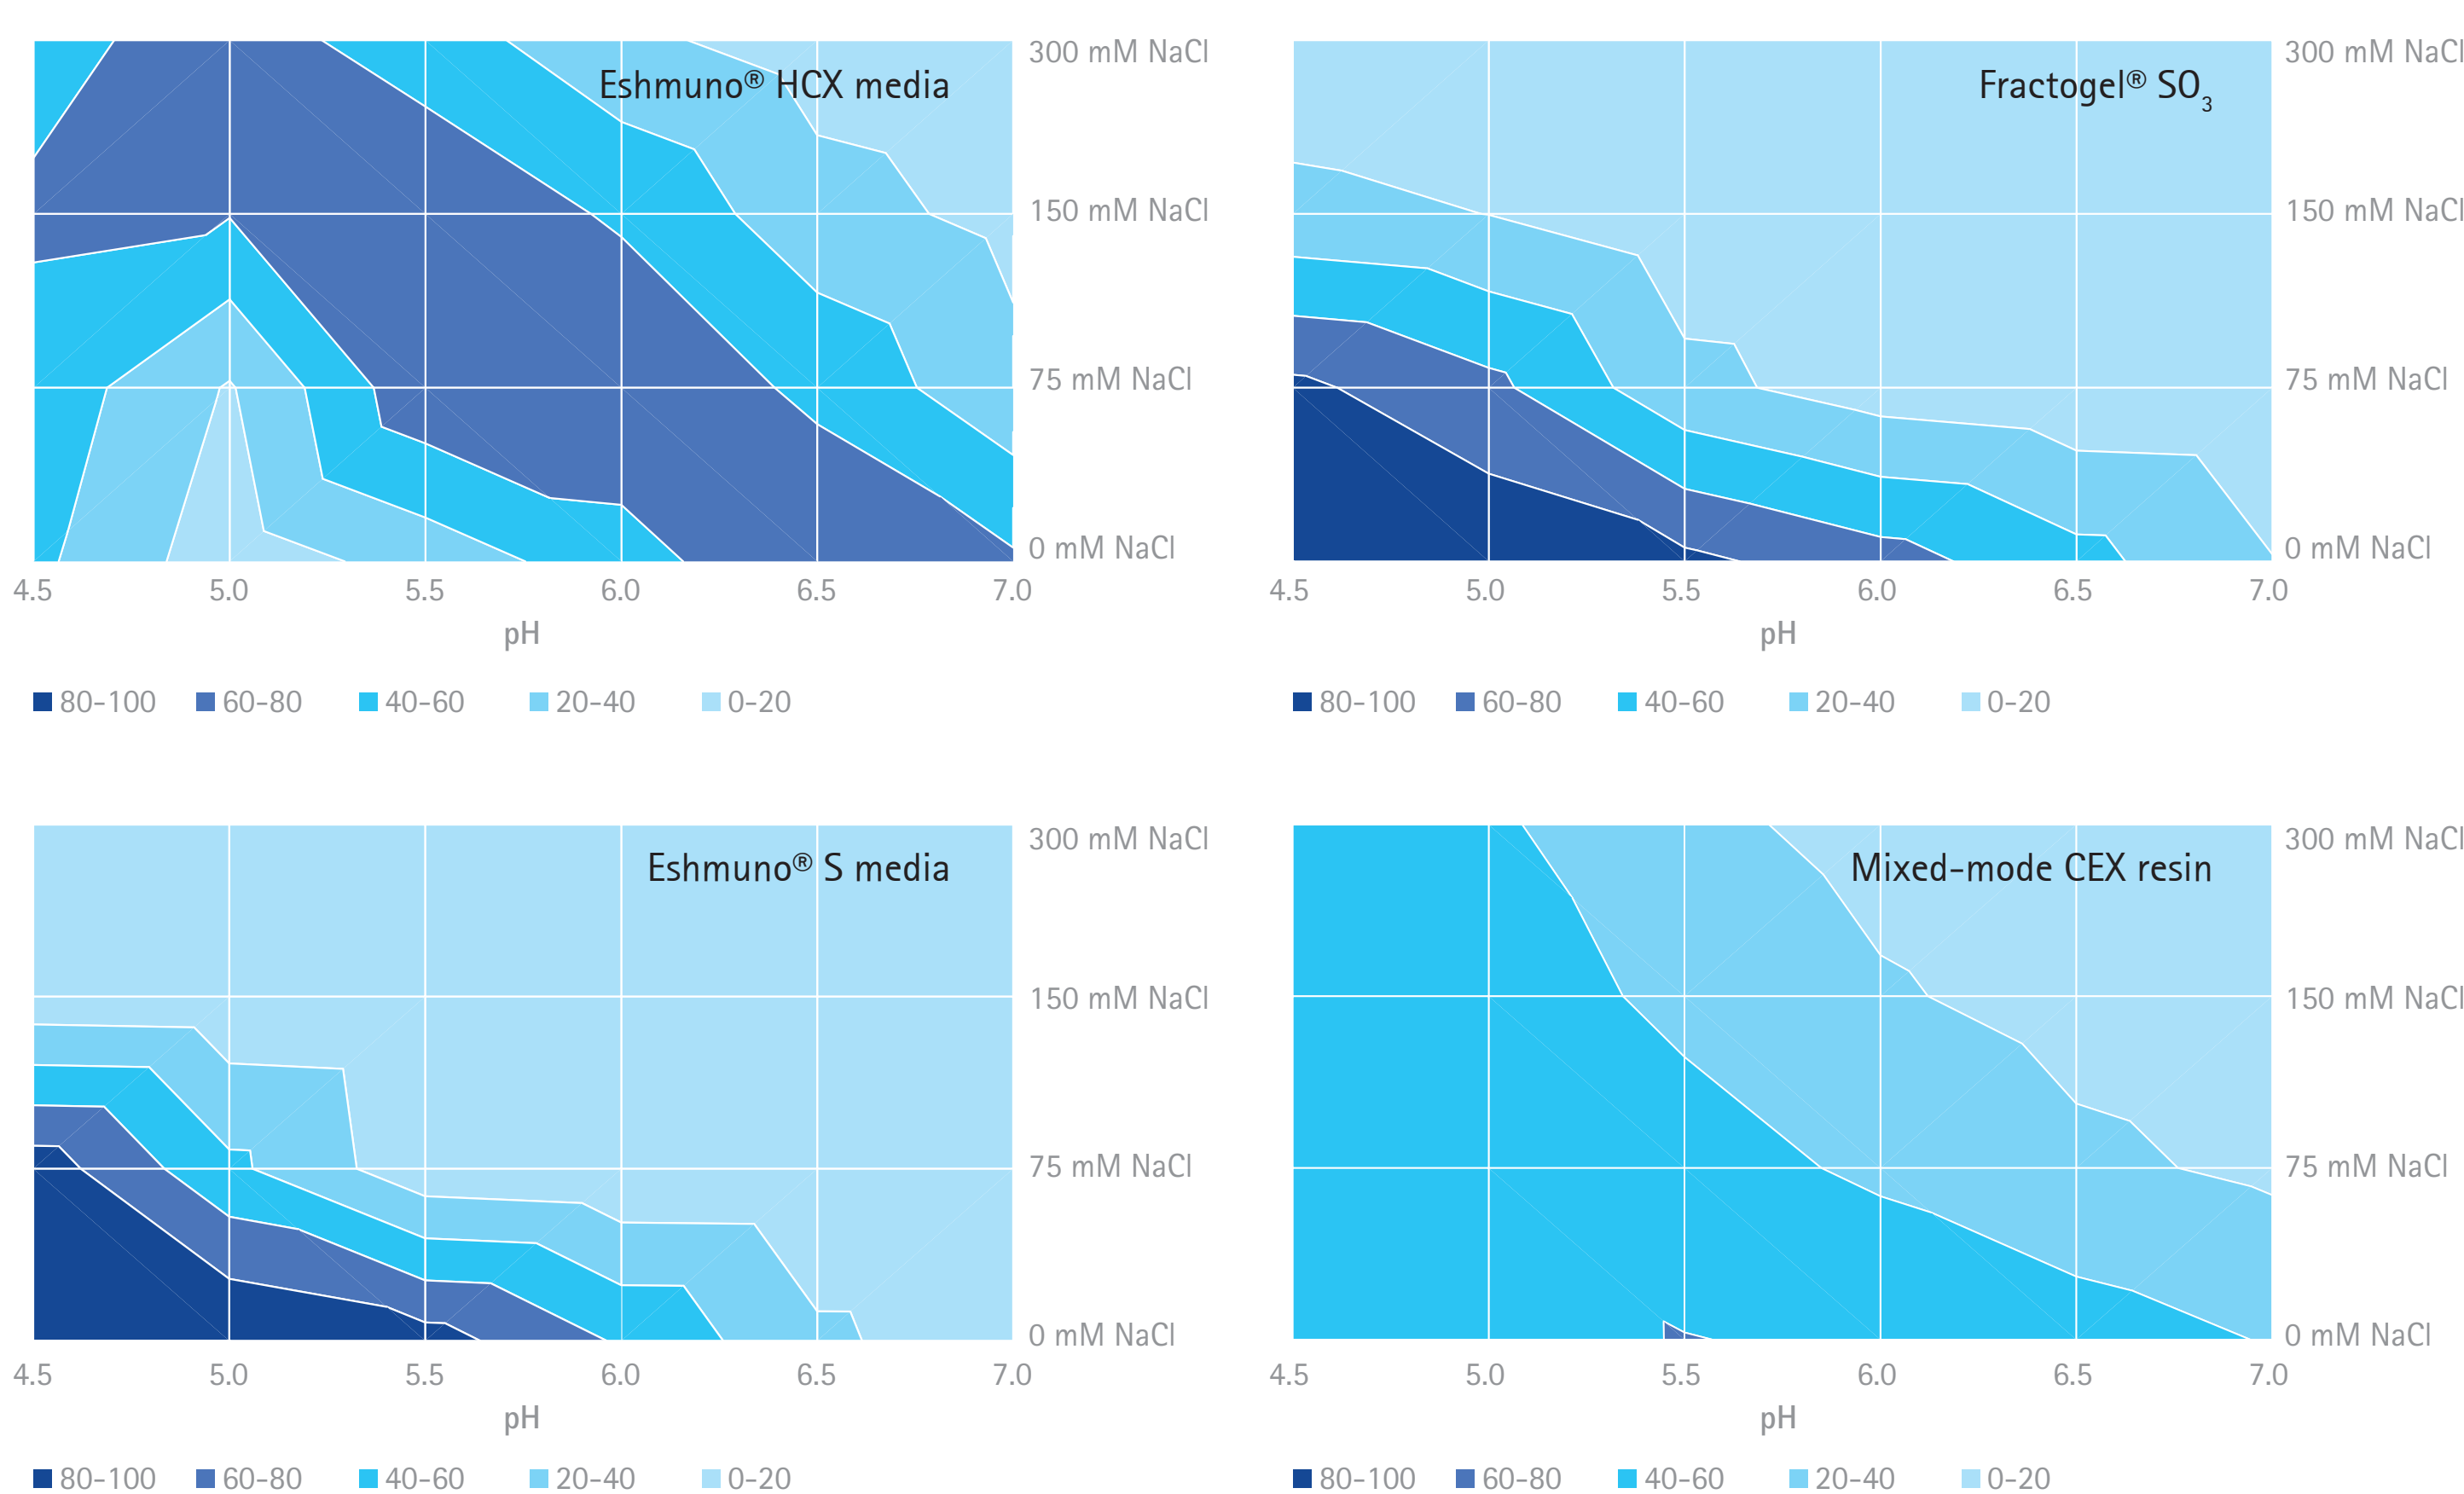 Eshmuno® HCX media
300 mM NaCl
150 mM NaCl
75 mM NaCl
0 mM NaCl
4.5 5.0 5.5 6.0 6.5 7.0
pH
80-100 60-80 40-60 20-40 0-20
Fractogel® SO3
300 mM NaCl
150 mM NaCl
75 mM NaCl
0 mM NaCl
4.5 5.0 5.5 6.0 6.5 7.0
pH
80-100 60-80 40-60 20-40 0-20
Eshmuno® S media
300 mM NaCl
150 mM NaCl
75 mM NaCl
0 mM NaCl
4.5 5.0 5.5 6.0 6.5 7.0
pH
80-100 60-80 40-60 20-40 0-20
Mixed-mode CEX resin
300 mM NaCl
150 mM NaCl
75 mM NaCl
0 mM NaCl
4.5 5.0 5.5 6.0 6.5 7.0
pH
80-100 60-80 40-60 20-40 0-20